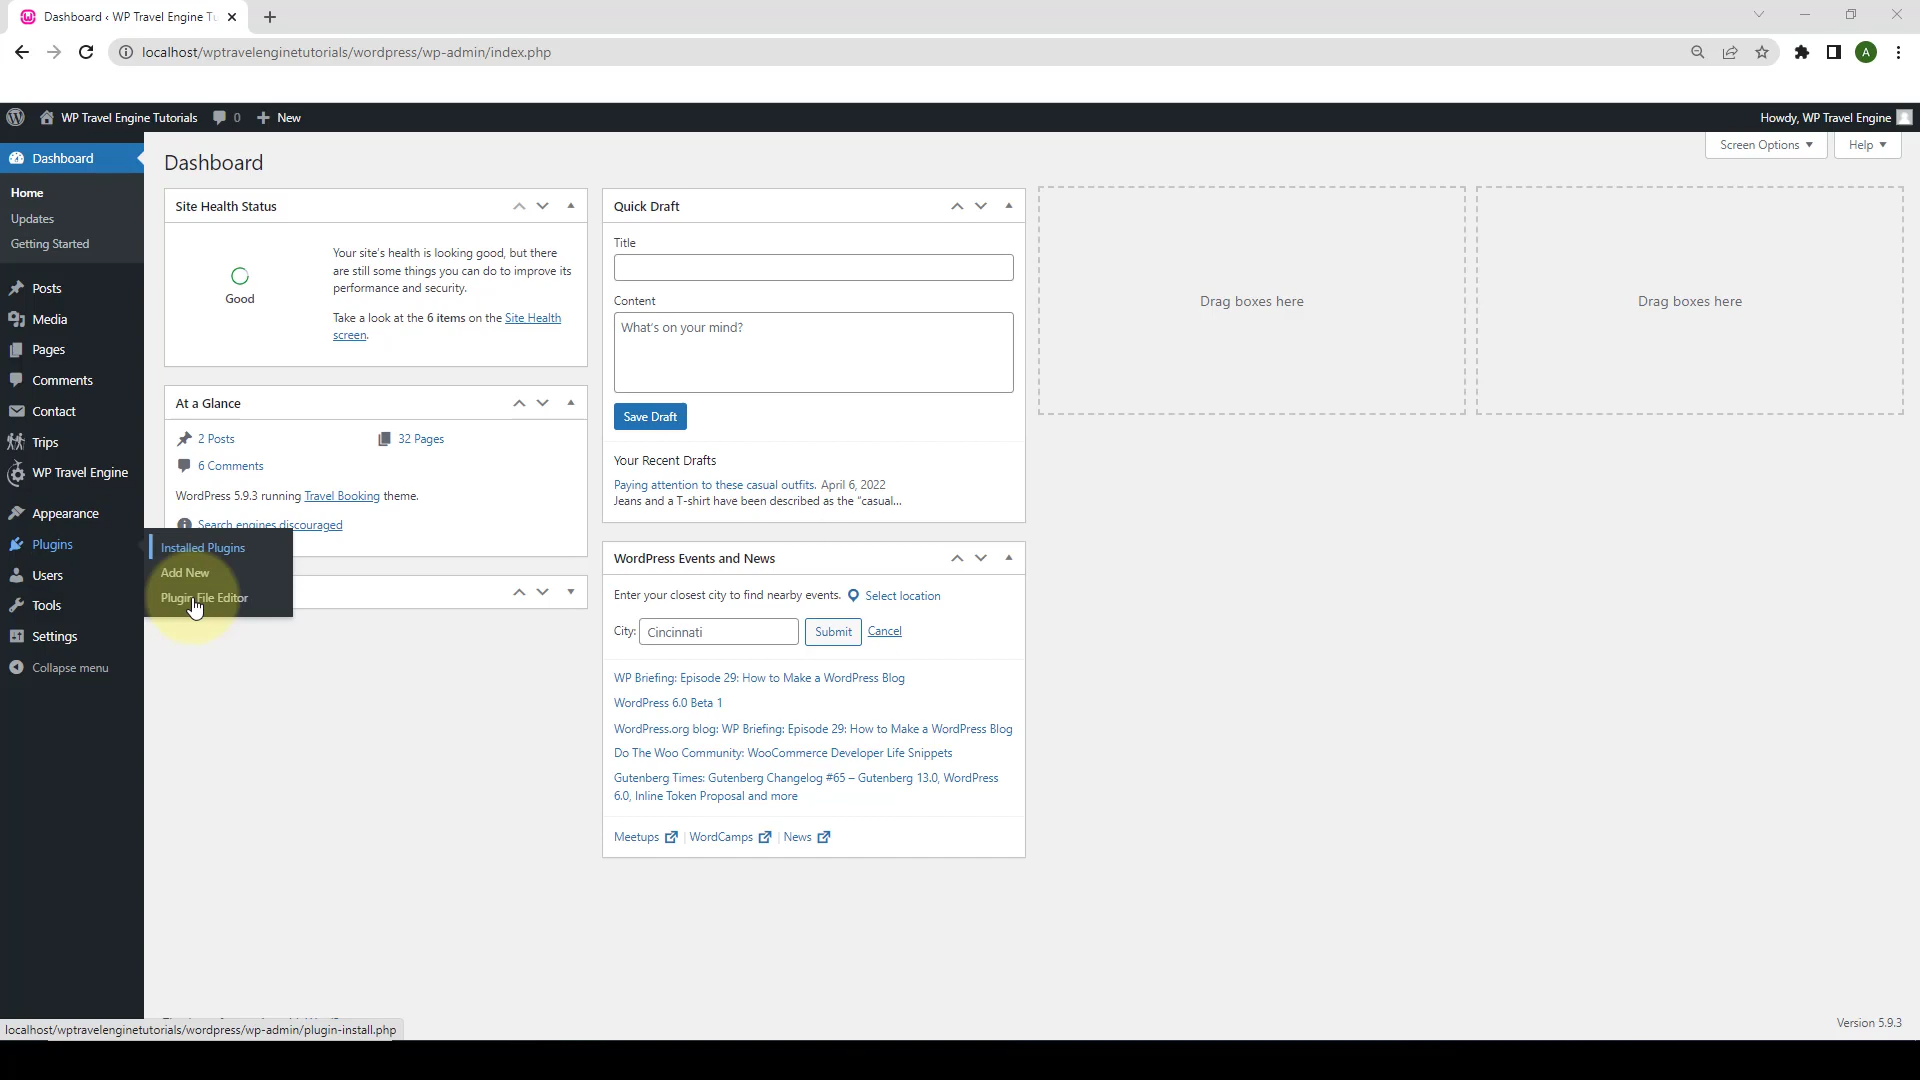 Dashboard ‹ WP Travel Engine Tu
localhost/wptravelenginetutorials/wordpress/wp-admin/index.php
A
WP Travel Engine Tutorials
0
New
Howdy, WP Travel Engine
Dashboard
Home
Updates
Getting Started
Posts
Media
Pages
Comments
Contact
Trips
WP Travel Engine
Appearance
Plugins
Users
Tools
Settings
Collapse menu
Installed Plugins
Add New
Plugin File Editor
Dashboard
Screen Options
Help
Site Health Status
Good
Your site's health is looking good, but there
are still some things you can do to improve its
performance and security.
Take a look at the 6 items on the Site Health
screen.
At a Glance
2 Posts
32 Pages
6 Comments
WordPress 5.9.3 running Travel Booking theme.
Search engines discouraged
Quick Draft
Title
Content
What's on your mind?
Save Draft
Your Recent Drafts
Paying attention to these casual outfits. April 6, 2022
Jeans and a T-shirt have been described as the "casual…
WordPress Events and News
Enter your closest city to find nearby events. Select location
City: Cincinnati Submit Cancel
WP Briefing: Episode 29: How to Make a WordPress Blog
WordPress 6.0 Beta 1
WordPress.org blog: WP Briefing: Episode 29: How to Make a WordPress Blog
Do The Woo Community: WooCommerce Developer Life Snippets
Gutenberg Times: Gutenberg Changelog #65 – Gutenberg 13.0, WordPress
6.0, Inline Token Proposal and more
Meetups | WordCamps | News
Drag boxes here
Drag boxes here
localhost/wptravelenginetutorials/wordpress/wp-admin/plugin-install.php
Version 5.9.3